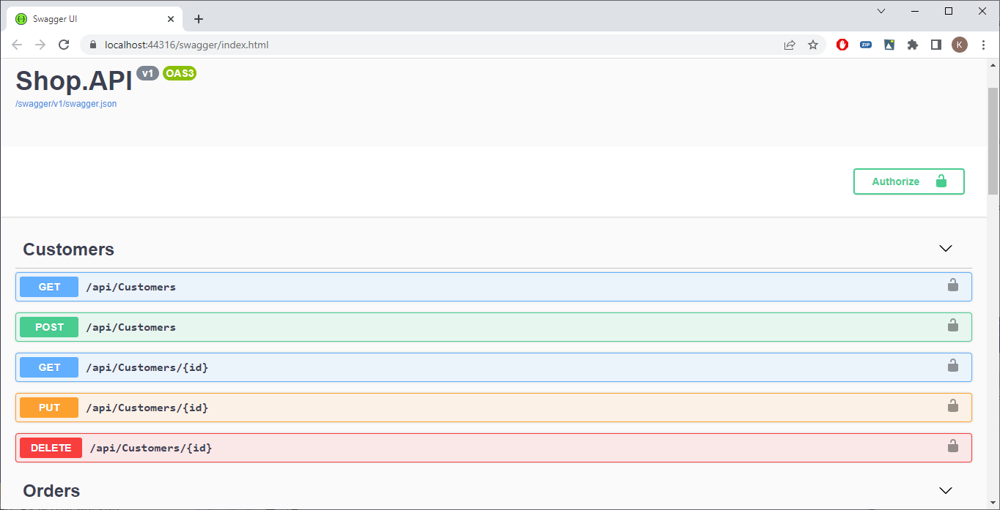 Swagger UI
localhost:44316/swagger/index.html
ZIP
K
Shop.API v1 OAS3
/swagger/v1/swagger.json
Authorize
Customers
GET /api/Customers
POST /api/Customers
GET /api/Customers/{id}
PUT /api/Customers/{id}
DELETE /api/Customers/{id}
Orders